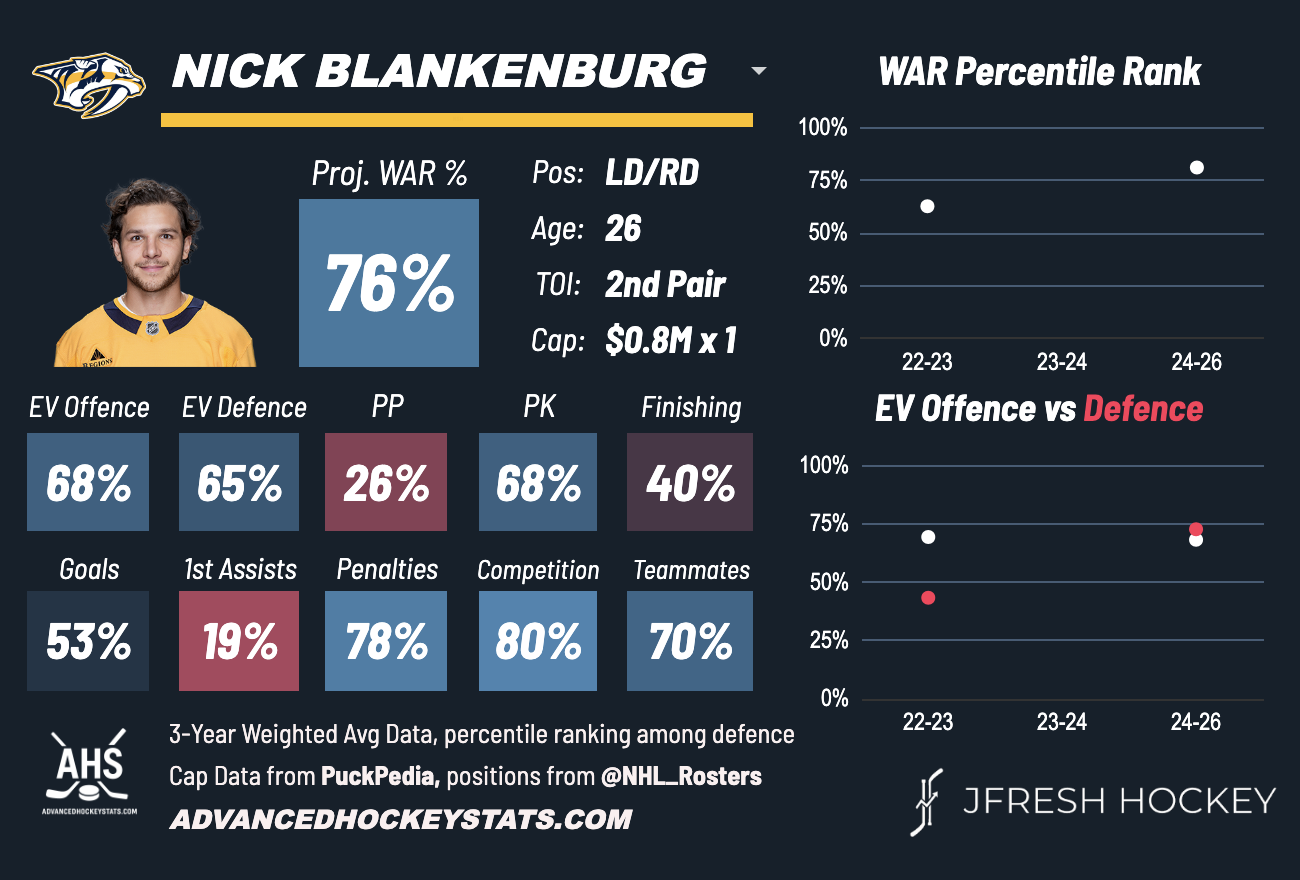 NICK BLANKENBURG
Proj. WAR %
76%
Pos: LD/RD
Age: 26
TOI: 2nd Pair
Cap: $0.8M x 1
REGIONS
EV Offence EV Defence PP PK Finishing
68% 65% 26% 68% 40%
Goals 1st Assists Penalties Competition Teammates
53% 19% 78% 80% 70%
WAR Percentile Rank
100%
75%
50%
25%
0%
22-23 23-24 24-26
EV Offence vs Defence
100%
75%
50%
25%
0%
22-23 23-24 24-26
AHS
ADVANCEDHOCKEYSTATS.COM
3-Year Weighted Avg Data, percentile ranking among defence
Cap Data from PuckPedia, positions from @NHL_Rosters
ADVANCEDHOCKEYSTATS.COM
JFRESH HOCKEY